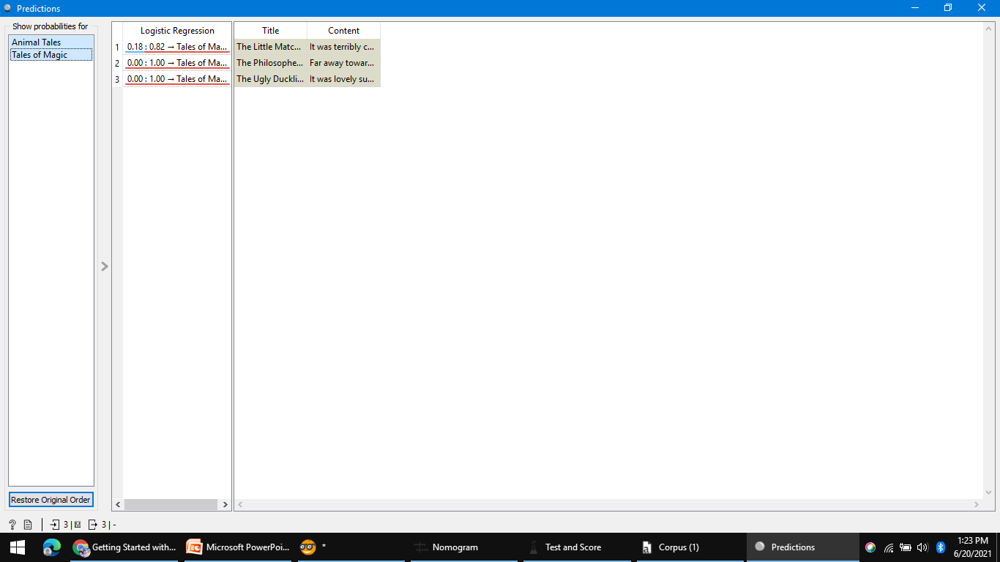 Predictions
Show probabilities for
Animal Tales
Tales of Magic
Logistic Regression Title Content
1 0.18 : 0.82 → Tales of Ma... The Little Matc... It was terribly c...
2 0.00 : 1.00 → Tales of Ma... The Philosophe... Far away towar...
3 0.00 : 1.00 → Tales of Ma... The Ugly Duckli... It was lovely su...
Restore Original Order
? 3 | 3 | -
Getting Started with... Microsoft PowerPoi... * Nomogram Test and Score Corpus (1) Predictions 1:23 PM
6/20/2021